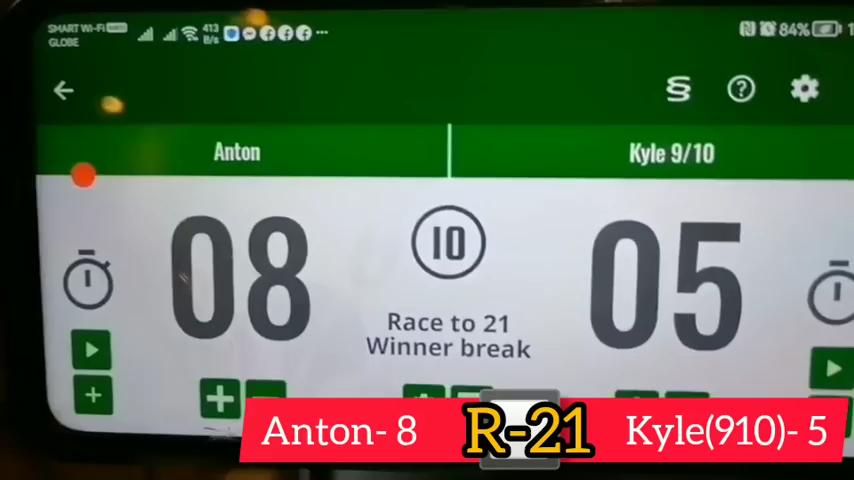 SMART Wi-Fi
GLOBE
413
B/s
84%
§
?
Anton
Kyle 9/10
08
10
05
Race to 21
Winner break
Anton- 8
R-21
Kyle(910)- 5